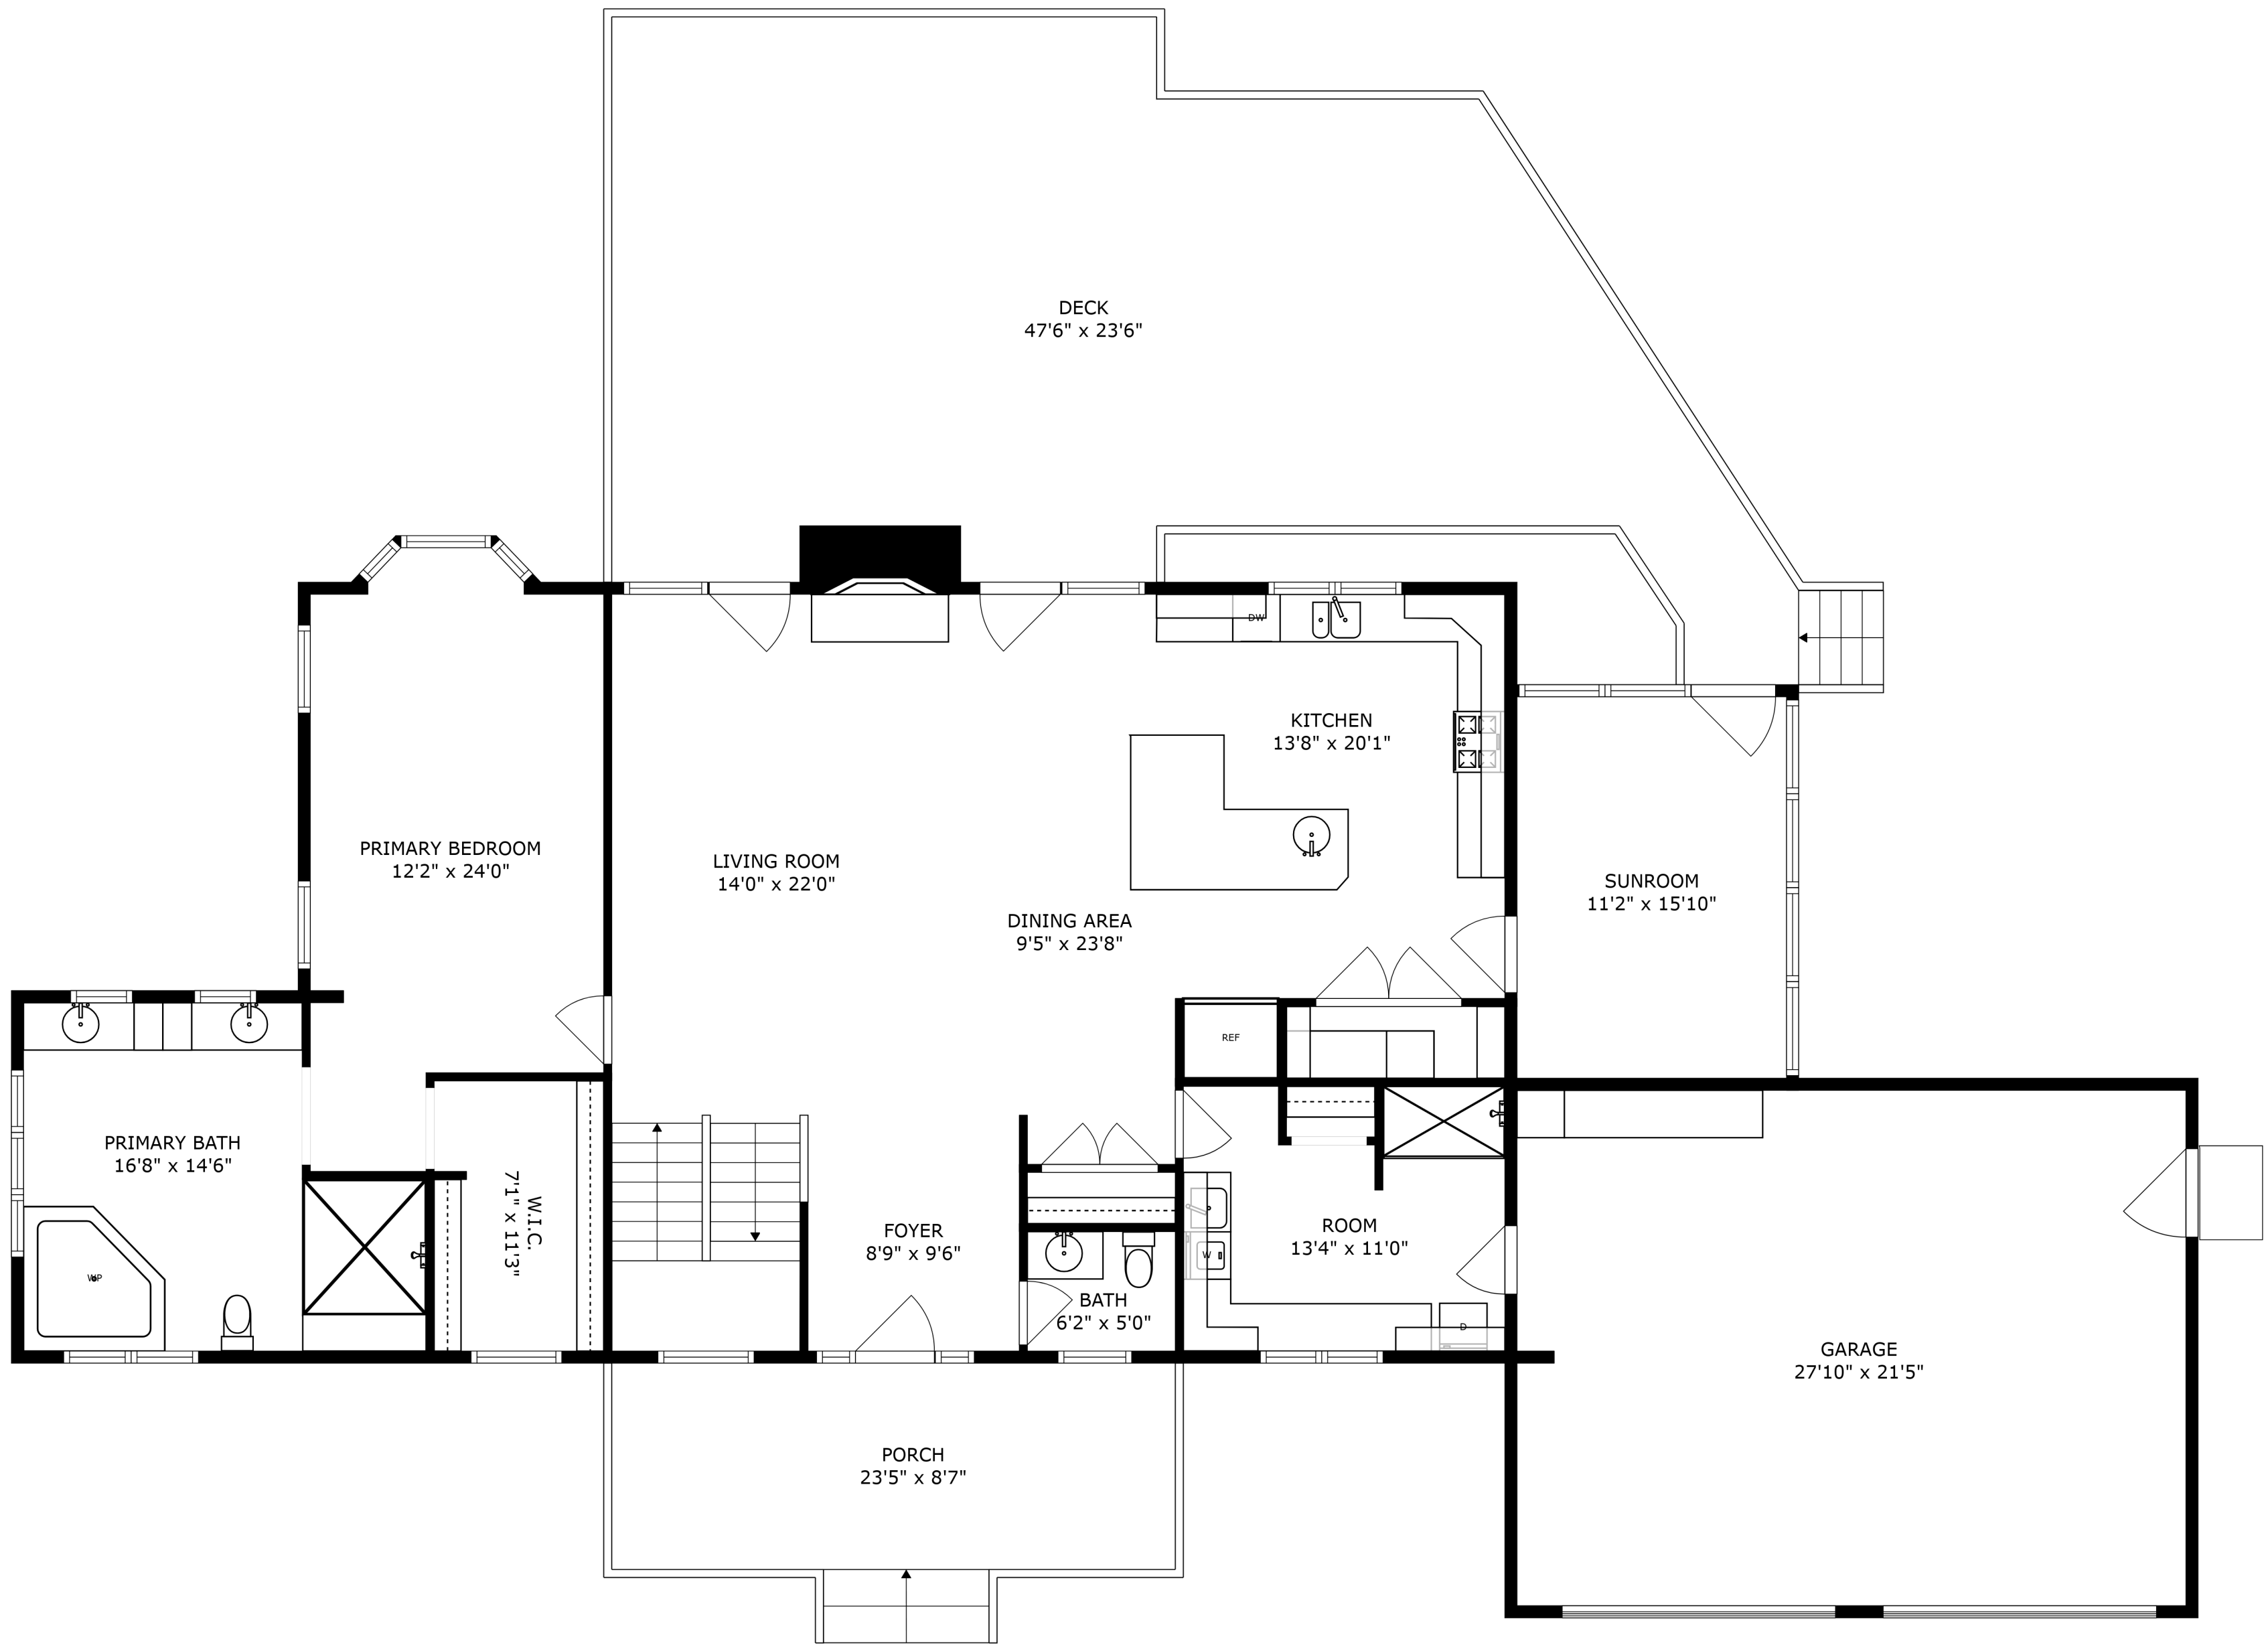 DECK
47'6" x 23'6"
DW
KITCHEN
13'8" x 20'1"
PRIMARY BEDROOM
12'2" x 24'0"
LIVING ROOM
14'0" x 22'0"
SUNROOM
11'2" x 15'10"
DINING AREA
9'5" x 23'8"
REF
PRIMARY BATH
16'8" x 14'6"
W.I.C.
7'1" x 11'3"
FOYER
8'9" x 9'6"
ROOM
13'4" x 11'0"
W
WP
BATH
6'2" x 5'0"
D
GARAGE
27'10" x 21'5"
PORCH
23'5" x 8'7"